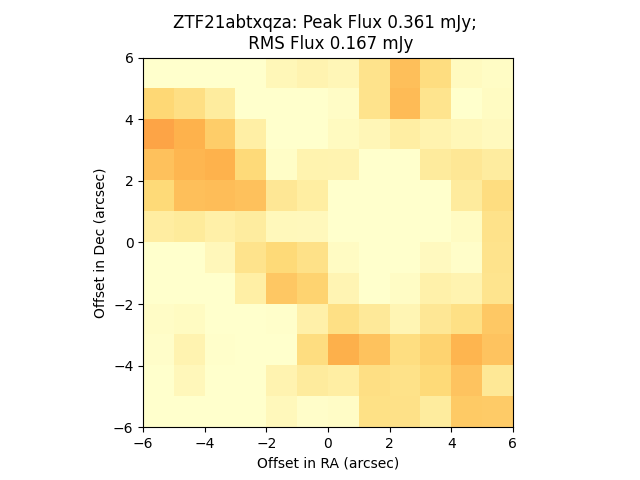 ZTF21abtxqza: Peak Flux 0.361 mJy;
RMS Flux 0.167 mJy
6
4
2
0
−2
−4
−6
Offset in Dec (arcsec)
−6 −4 −2 0 2 4 6
Offset in RA (arcsec)